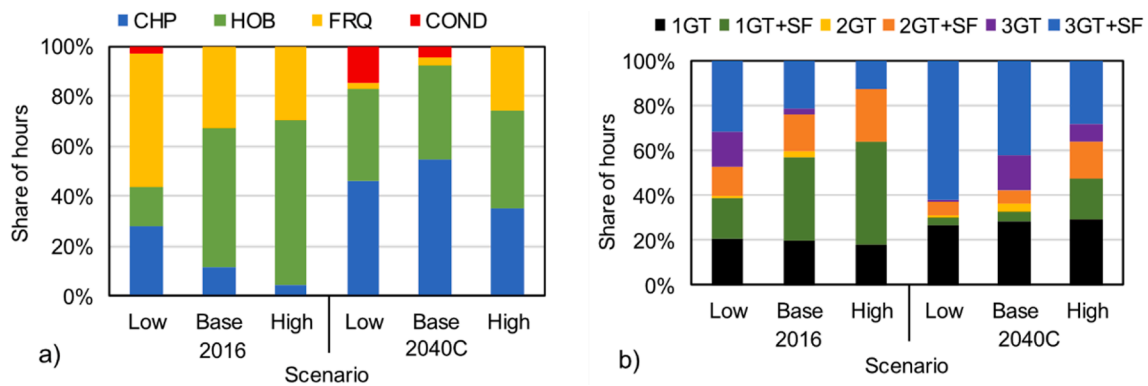 CHP HOB FRQ COND
Share of hours
100%
80%
60%
40%
20%
0%
Low Base High Low Base High
2016 2040C
Scenario
a)
1GT 1GT+SF 2GT 2GT+SF 3GT 3GT+SF
Share of hours
100%
80%
60%
40%
20%
0%
Low Base High Low Base High
2016 2040C
Scenario
b)